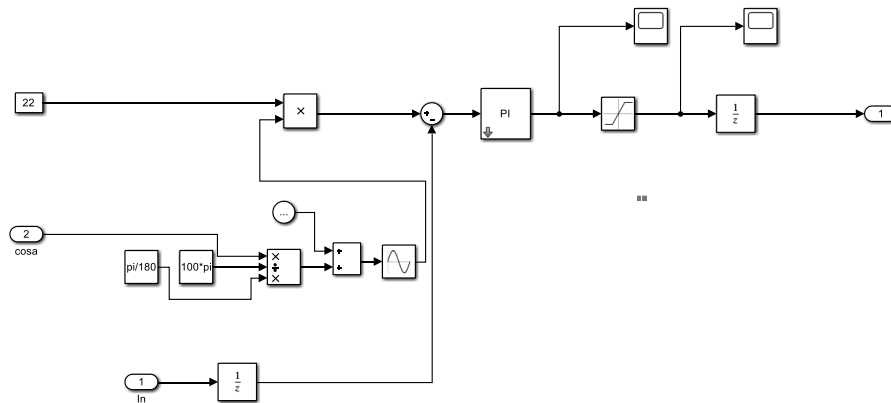 22
×
+
−
PI
1
z
1
2
cosa
...
pi/180
100*pi
×
÷
×
+
+
1
In
1
z